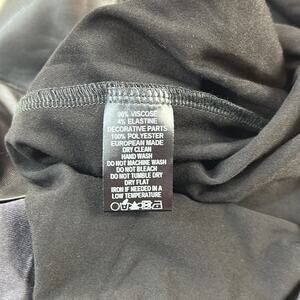 96% VISCOSE
4% ELASTINE
DECORATIVE PARTS
100% POLYESTER
EUROPEAN MADE
DRY CLEAN
HAND WASH
DO NOT MACHINE WASH
DO NOT BLEACH
DO NOT TUMBLE DRY
DRY FLAT
IRON IF NEEDED IN A
LOW TEMPERATURE